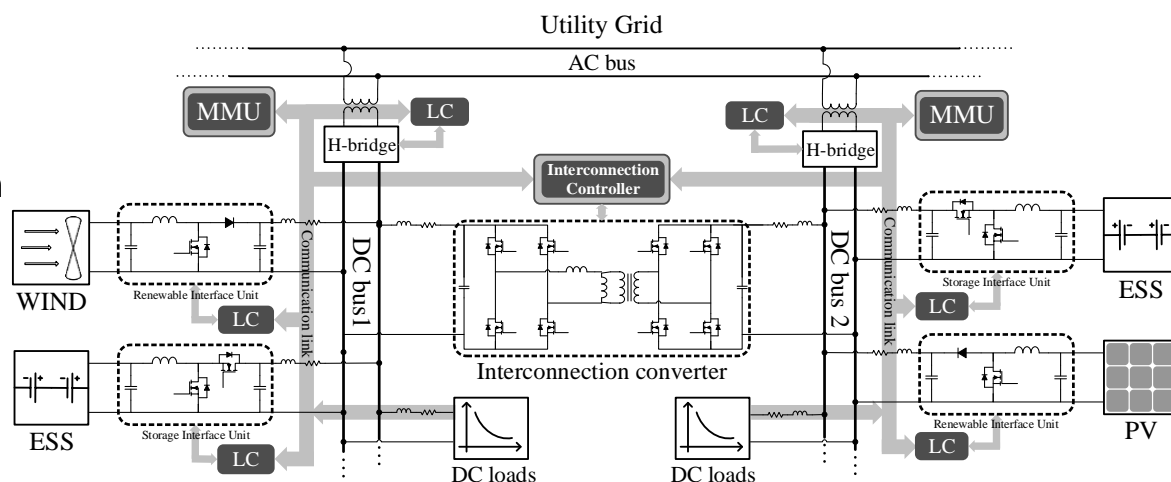 Utility Grid
AC bus
MMU
LC
LC
MMU
H-bridge
H-bridge
Interconnection
Controller
WIND
Renewable Interface Unit
LC
Communication link
DC bus1
DC bus 2
Communication link
Storage Interface Unit
LC
ESS
Interconnection converter
ESS
Storage Interface Unit
LC
DC loads
DC loads
LC
Renewable Interface Unit
PV